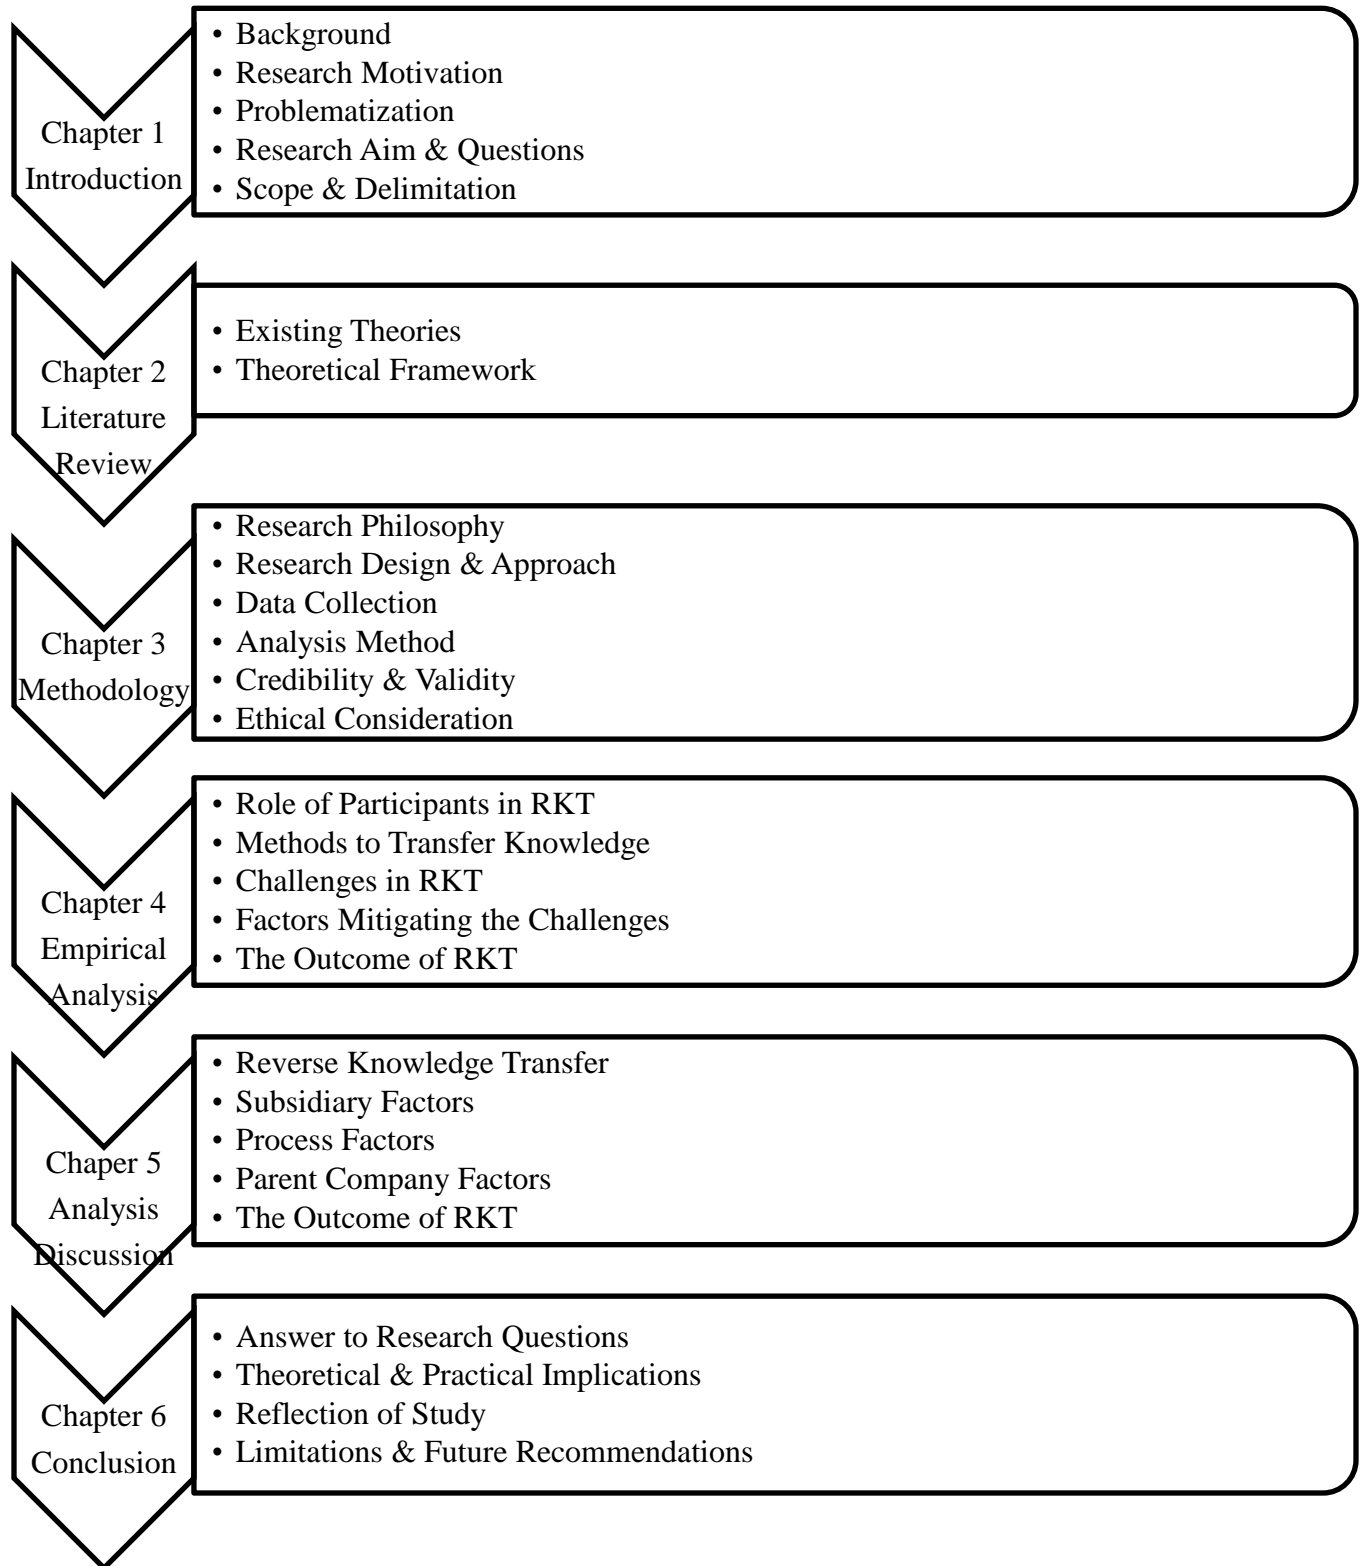 Chapter 1
Introduction
• Background
• Research Motivation
• Problematization
• Research Aim & Questions
• Scope & Delimitation
Chapter 2
Literature
Review
• Existing Theories
• Theoretical Framework
Chapter 3
Methodology
• Research Philosophy
• Research Design & Approach
• Data Collection
• Analysis Method
• Credibility & Validity
• Ethical Consideration
Chapter 4
Empirical
Analysis
• Role of Participants in RKT
• Methods to Transfer Knowledge
• Challenges in RKT
• Factors Mitigating the Challenges
• The Outcome of RKT
Chaper 5
Analysis
Discussion
• Reverse Knowledge Transfer
• Subsidiary Factors
• Process Factors
• Parent Company Factors
• The Outcome of RKT
Chapter 6
Conclusion
• Answer to Research Questions
• Theoretical & Practical Implications
• Reflection of Study
• Limitations & Future Recommendations